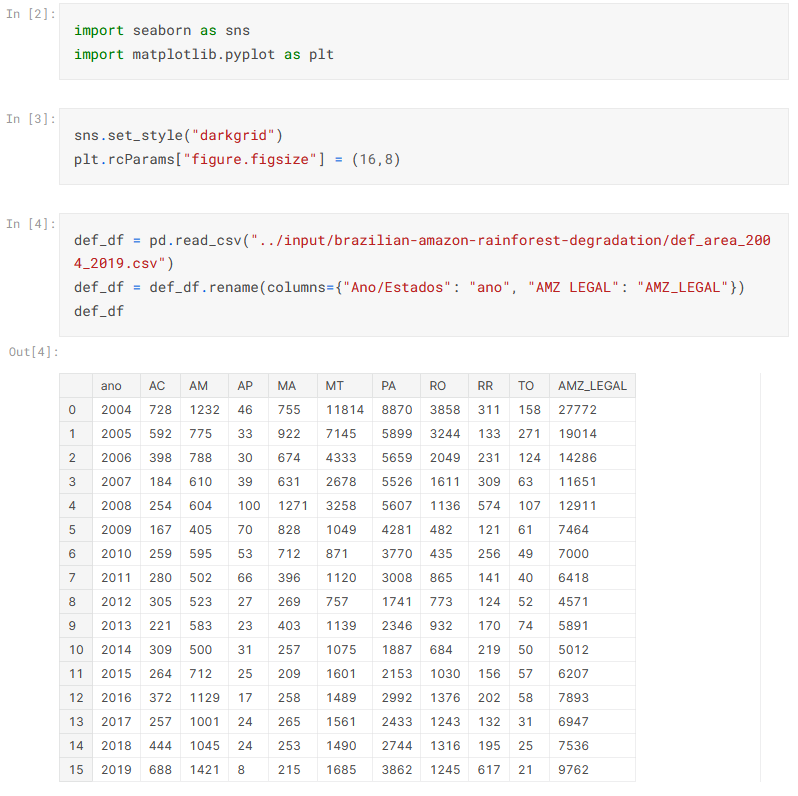 In [2]:
import seaborn as sns
import matplotlib.pyplot as plt
In [3]:
sns.set_style("darkgrid")
plt.rcParams["figure.figsize"] = (16,8)
In [4]:
def_df = pd.read_csv("../input/brazilian-amazon-rainforest-degradation/def_area_200
4_2019.csv")
def_df = def_df.rename(columns={"Ano/Estados": "ano", "AMZ LEGAL": "AMZ_LEGAL"})
def_df
Out[4]:
ano AC AM AP MA MT PA RO RR TO AMZ_LEGAL
0 2004 728 1232 46 755 11814 8870 3858 311 158 27772
1 2005 592 775 33 922 7145 5899 3244 133 271 19014
2 2006 398 788 30 674 4333 5659 2049 231 124 14286
3 2007 184 610 39 631 2678 5526 1611 309 63 11651
4 2008 254 604 100 1271 3258 5607 1136 574 107 12911
5 2009 167 405 70 828 1049 4281 482 121 61 7464
6 2010 259 595 53 712 871 3770 435 256 49 7000
7 2011 280 502 66 396 1120 3008 865 141 40 6418
8 2012 305 523 27 269 757 1741 773 124 52 4571
9 2013 221 583 23 403 1139 2346 932 170 74 5891
10 2014 309 500 31 257 1075 1887 684 219 50 5012
11 2015 264 712 25 209 1601 2153 1030 156 57 6207
12 2016 372 1129 17 258 1489 2992 1376 202 58 7893
13 2017 257 1001 24 265 1561 2433 1243 132 31 6947
14 2018 444 1045 24 253 1490 2744 1316 195 25 7536
15 2019 688 1421 8 215 1685 3862 1245 617 21 9762